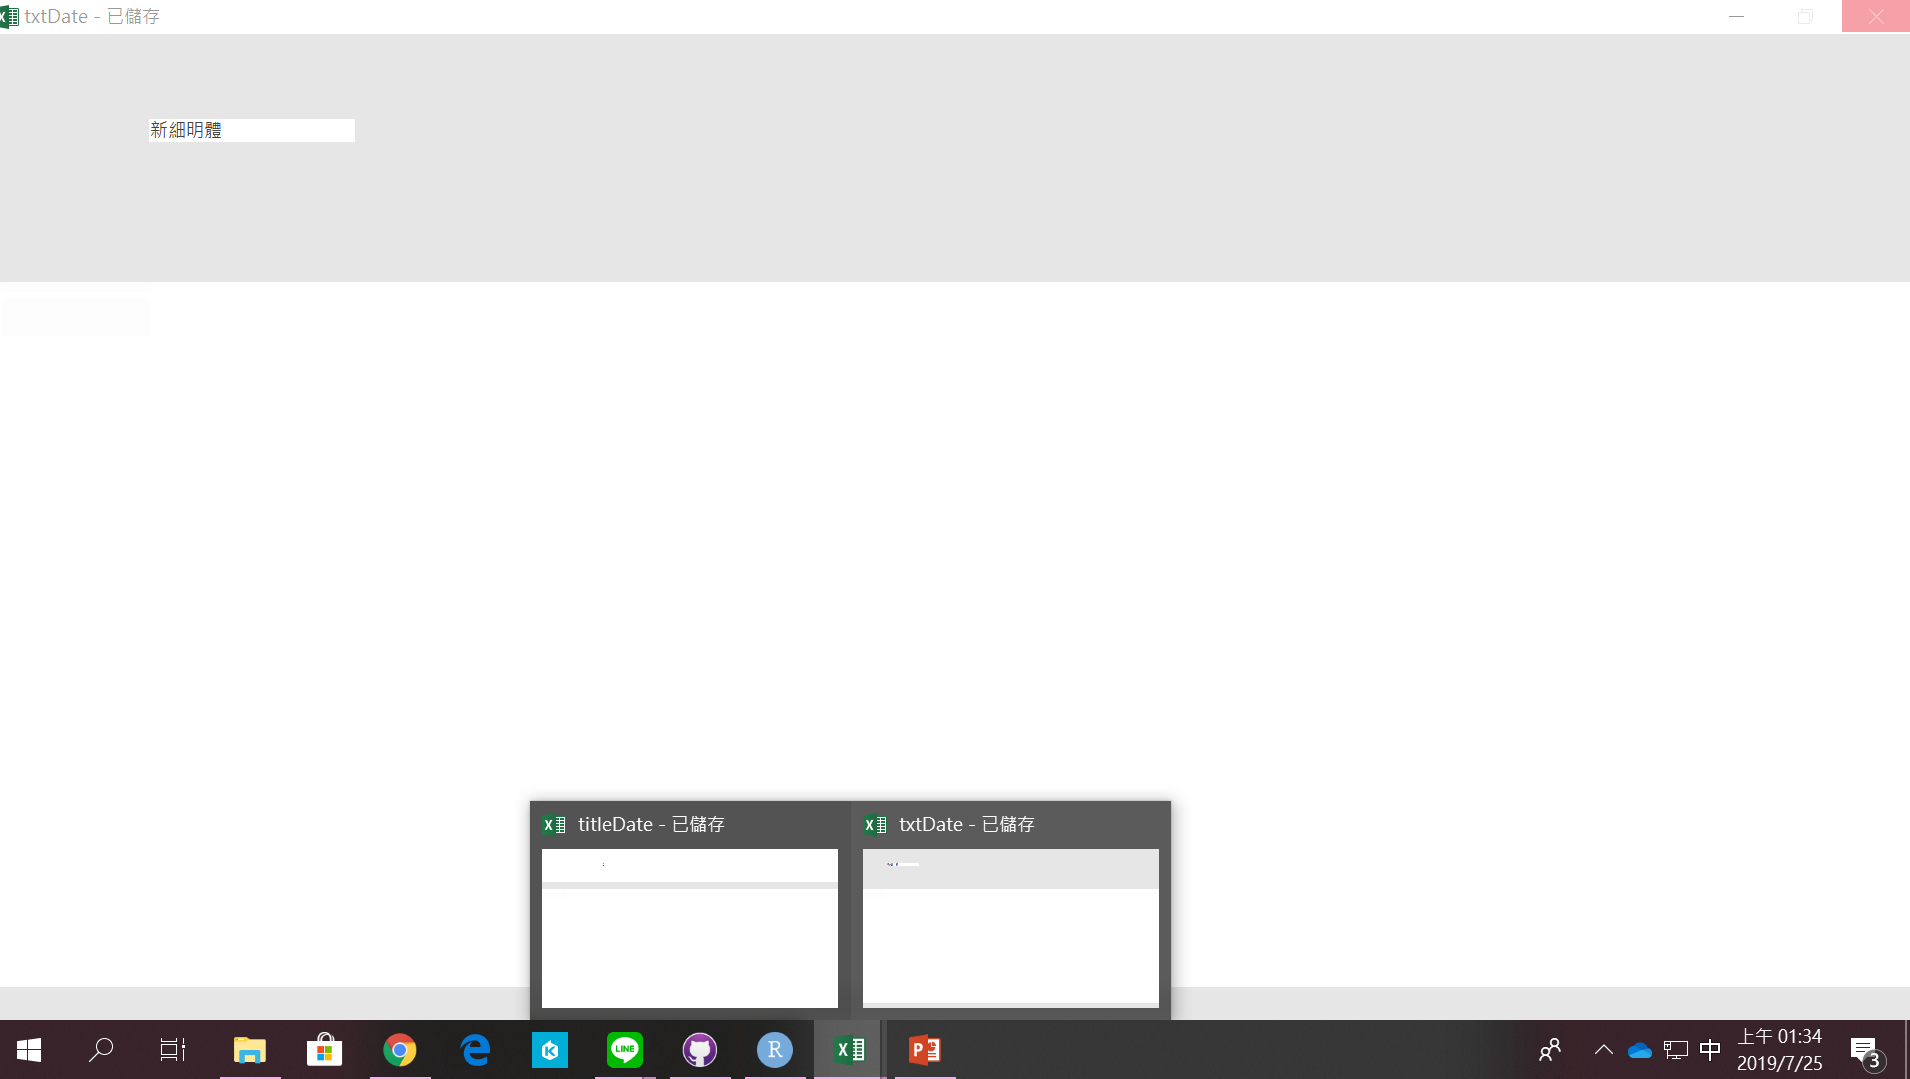 txtDate - 已儲存
新細明體
titleDate - 已儲存
txtDate - 已儲存
LINE
R
中
上午 01:34
2019/7/25
3